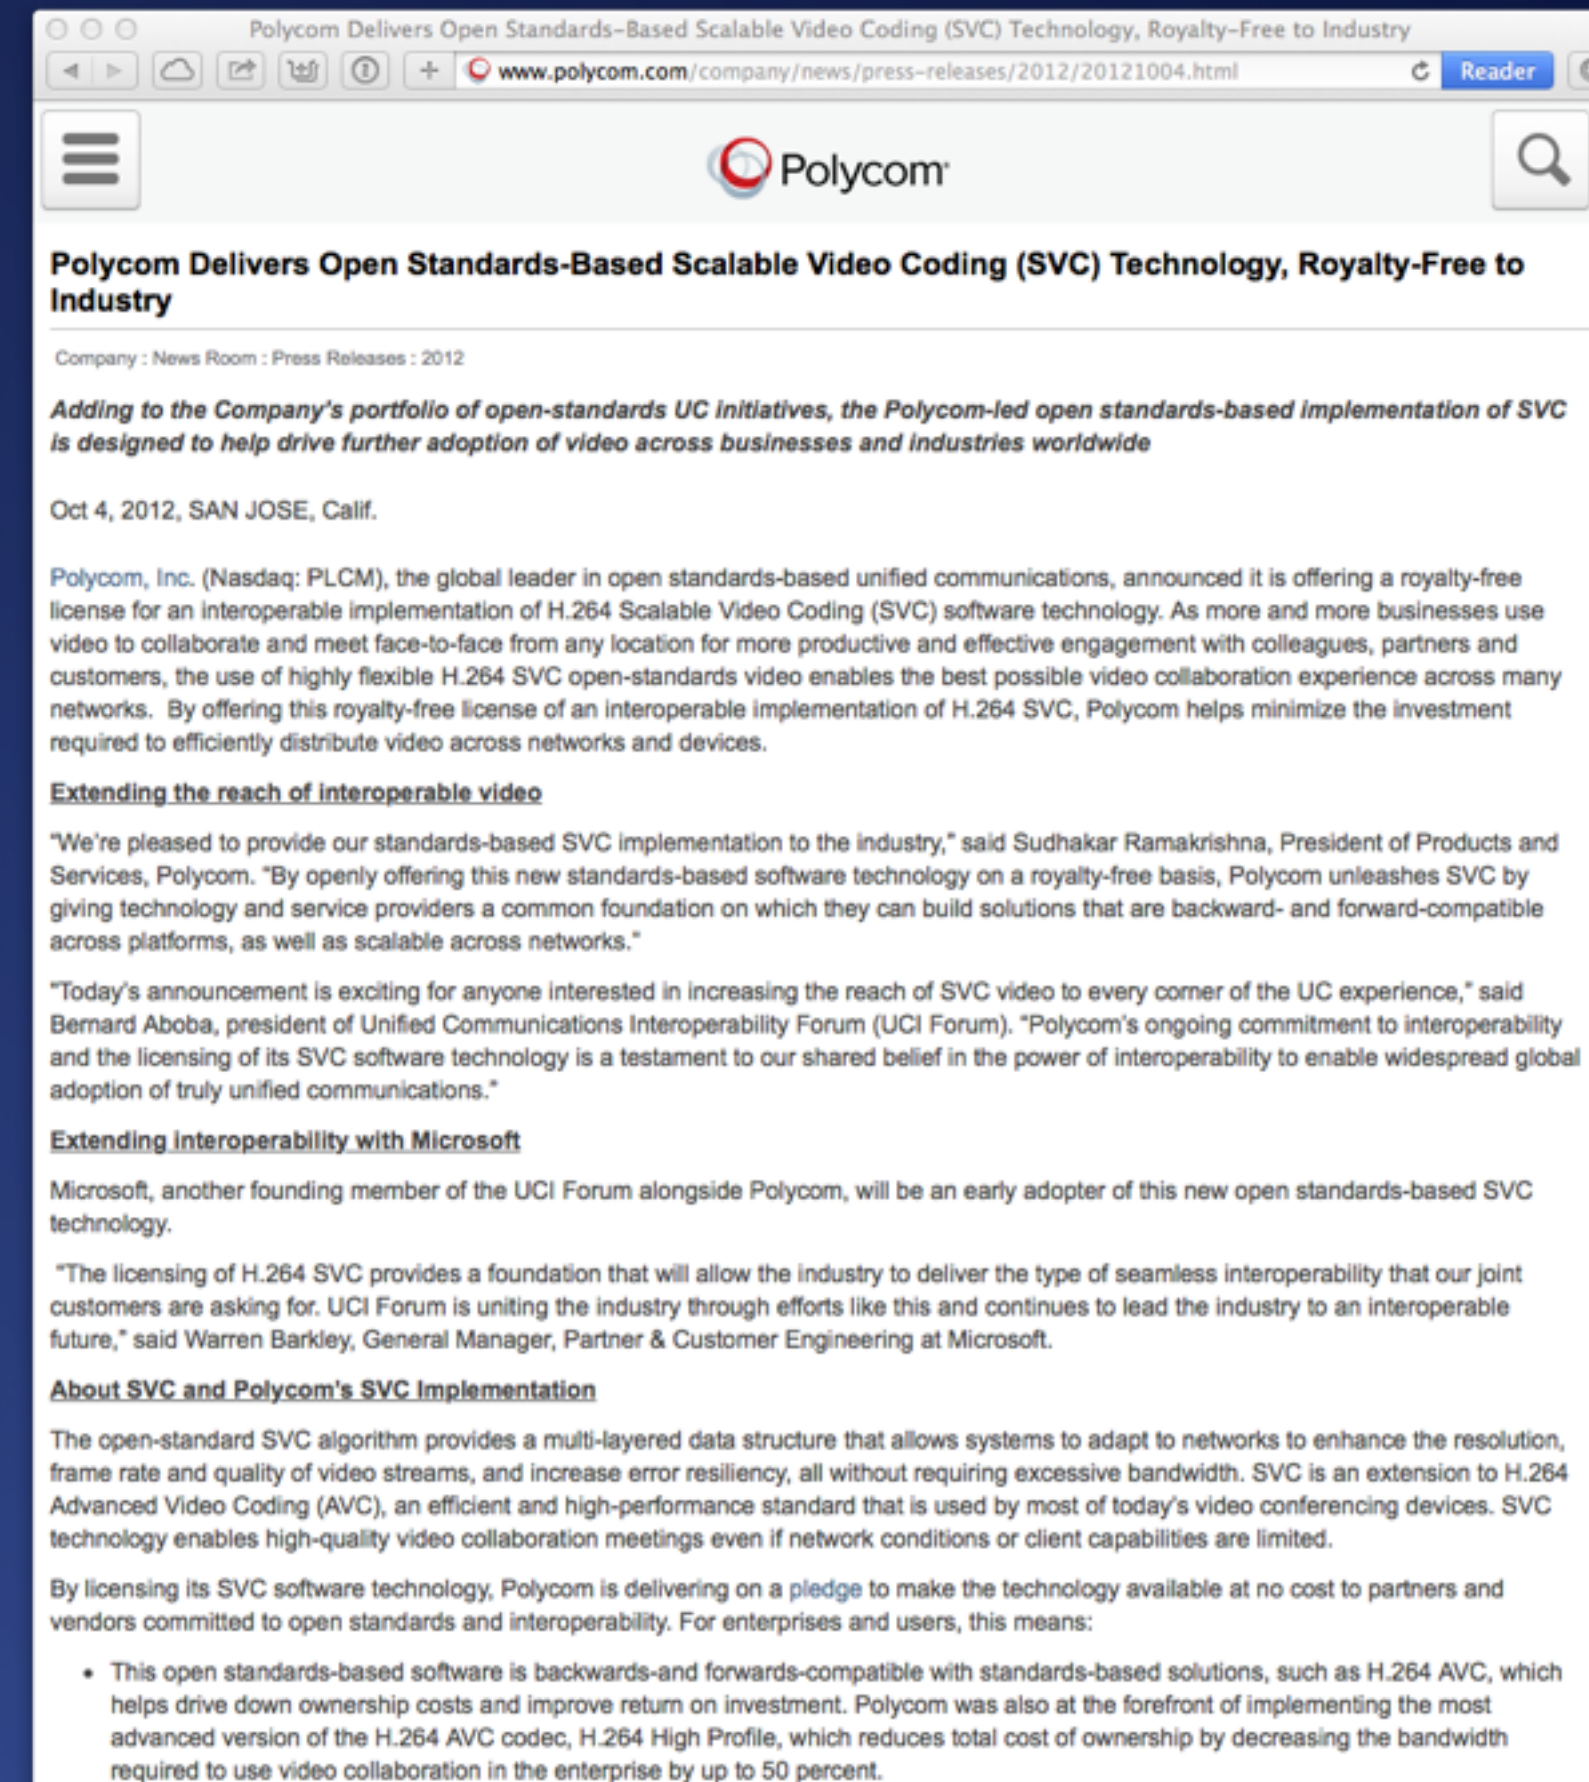 Polycom Delivers Open Standards-Based Scalable Video Coding (SVC) Technology, Royalty-Free to Industry
www.polycom.com/company/news/press-releases/2012/20121004.html
Reader
Polycom
Polycom Delivers Open Standards-Based Scalable Video Coding (SVC) Technology, Royalty-Free to
Industry
Company : News Room : Press Releases : 2012
Adding to the Company's portfolio of open-standards UC initiatives, the Polycom-led open standards-based implementation of SVC
is designed to help drive further adoption of video across businesses and industries worldwide
Oct 4, 2012, SAN JOSE, Calif.
Polycom, Inc. (Nasdaq: PLCM), the global leader in open standards-based unified communications, announced it is offering a royalty-free
license for an interoperable implementation of H.264 Scalable Video Coding (SVC) software technology. As more and more businesses use
video to collaborate and meet face-to-face from any location for more productive and effective engagement with colleagues, partners and
customers, the use of highly flexible H.264 SVC open-standards video enables the best possible video collaboration experience across many
networks.  By offering this royalty-free license of an interoperable implementation of H.264 SVC, Polycom helps minimize the investment
required to efficiently distribute video across networks and devices.
Extending the reach of interoperable video
"We're pleased to provide our standards-based SVC implementation to the industry," said Sudhakar Ramakrishna, President of Products and
Services, Polycom. "By openly offering this new standards-based software technology on a royalty-free basis, Polycom unleashes SVC by
giving technology and service providers a common foundation on which they can build solutions that are backward- and forward-compatible
across platforms, as well as scalable across networks."
"Today's announcement is exciting for anyone interested in increasing the reach of SVC video to every corner of the UC experience," said
Bernard Aboba, president of Unified Communications Interoperability Forum (UCI Forum). "Polycom's ongoing commitment to interoperability
and the licensing of its SVC software technology is a testament to our shared belief in the power of interoperability to enable widespread global
adoption of truly unified communications."
Extending interoperability with Microsoft
Microsoft, another founding member of the UCI Forum alongside Polycom, will be an early adopter of this new open standards-based SVC
technology.
"The licensing of H.264 SVC provides a foundation that will allow the industry to deliver the type of seamless interoperability that our joint
customers are asking for. UCI Forum is uniting the industry through efforts like this and continues to lead the industry to an interoperable
future," said Warren Barkley, General Manager, Partner & Customer Engineering at Microsoft.
About SVC and Polycom's SVC Implementation
The open-standard SVC algorithm provides a multi-layered data structure that allows systems to adapt to networks to enhance the resolution,
frame rate and quality of video streams, and increase error resiliency, all without requiring excessive bandwidth. SVC is an extension to H.264
Advanced Video Coding (AVC), an efficient and high-performance standard that is used by most of today's video conferencing devices. SVC
technology enables high-quality video collaboration meetings even if network conditions or client capabilities are limited.
By licensing its SVC software technology, Polycom is delivering on a pledge to make the technology available at no cost to partners and
vendors committed to open standards and interoperability. For enterprises and users, this means:
• This open standards-based software is backwards-and forwards-compatible with standards-based solutions, such as H.264 AVC, which
helps drive down ownership costs and improve return on investment. Polycom was also at the forefront of implementing the most
advanced version of the H.264 AVC codec, H.264 High Profile, which reduces total cost of ownership by decreasing the bandwidth
required to use video collaboration in the enterprise by up to 50 percent.